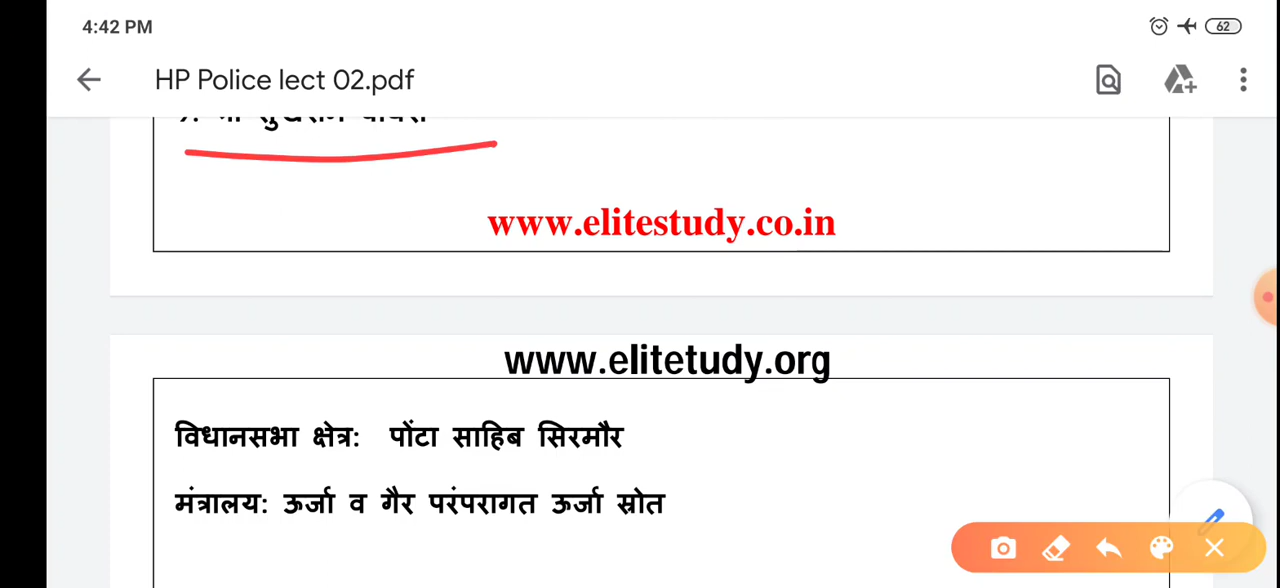 4:42 PM
62
HP Police lect 02.pdf
www.elitestudy.co.in
www.elitetudy.org
विधानसभा क्षेत्र: पोंटा साहिब सिरमौर
मंत्रालय: ऊर्जा व गैर परंपरागत ऊर्जा स्रोत